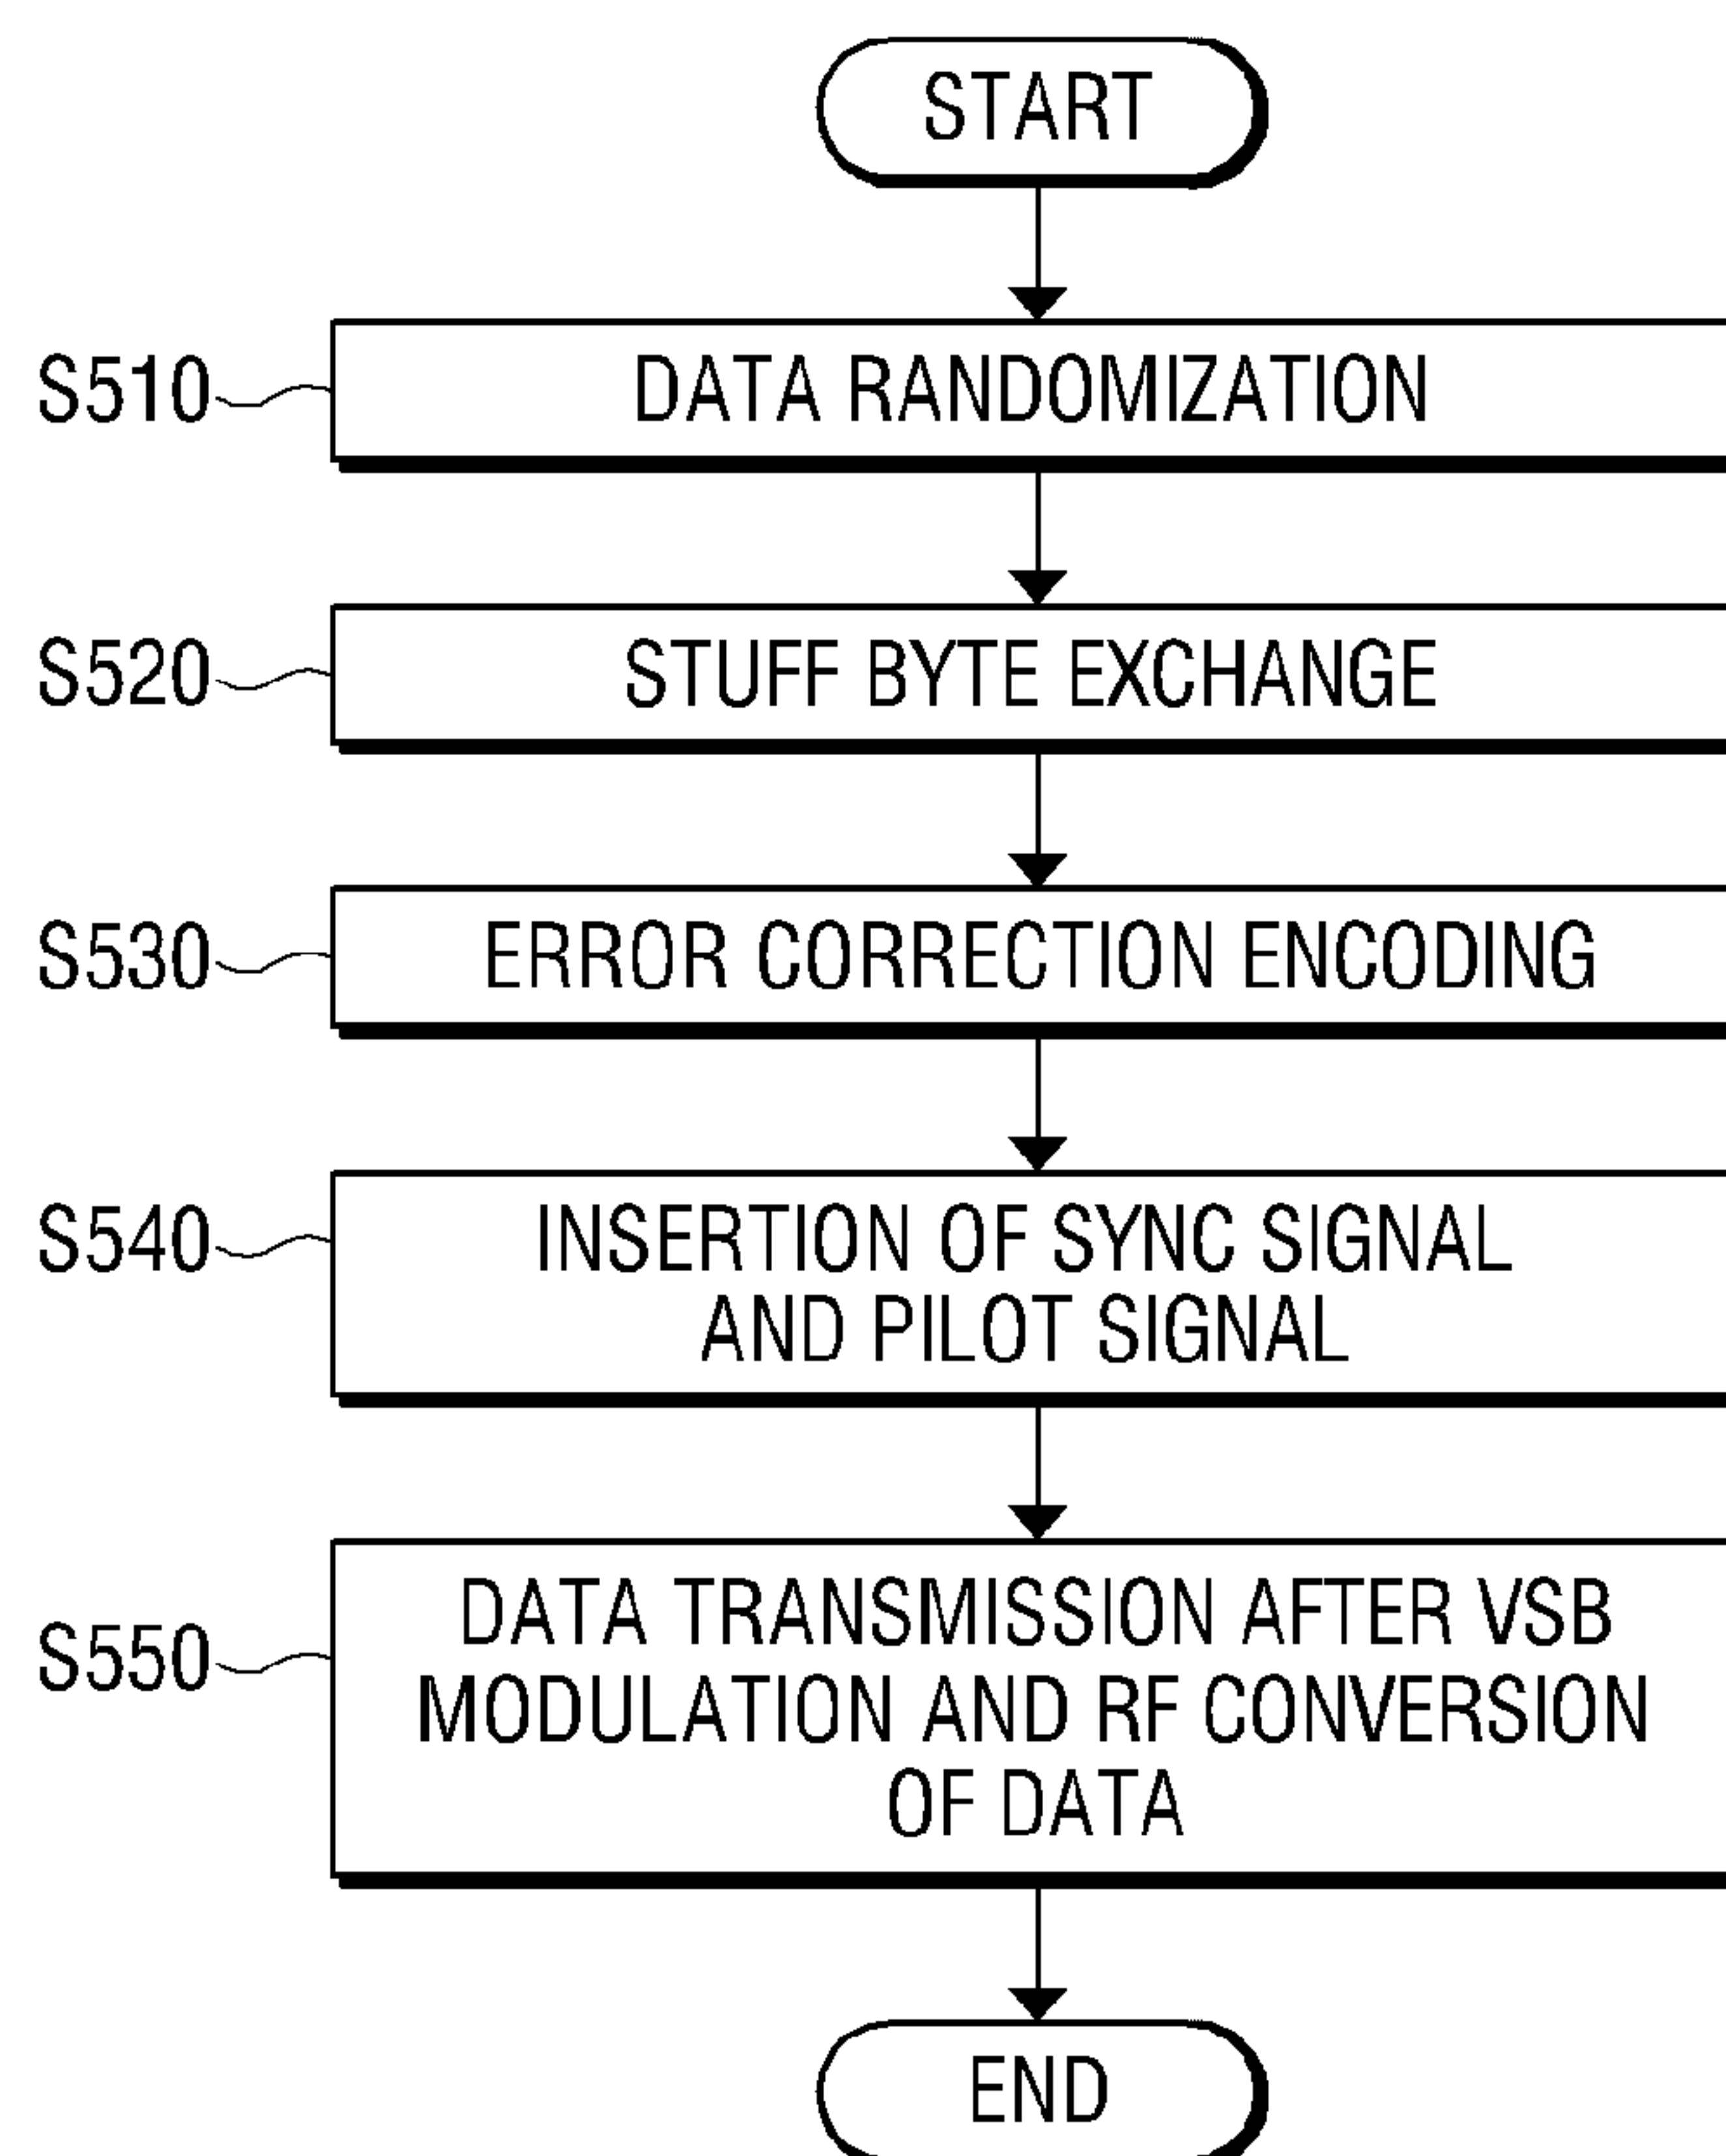 START
S510
DATA RANDOMIZATION
S520
STUFF BYTE EXCHANGE
S530
ERROR CORRECTION ENCODING
S540
INSERTION OF SYNC SIGNAL
AND PILOT SIGNAL
S550
DATA TRANSMISSION AFTER VSB
MODULATION AND RF CONVERSION
OF DATA
END